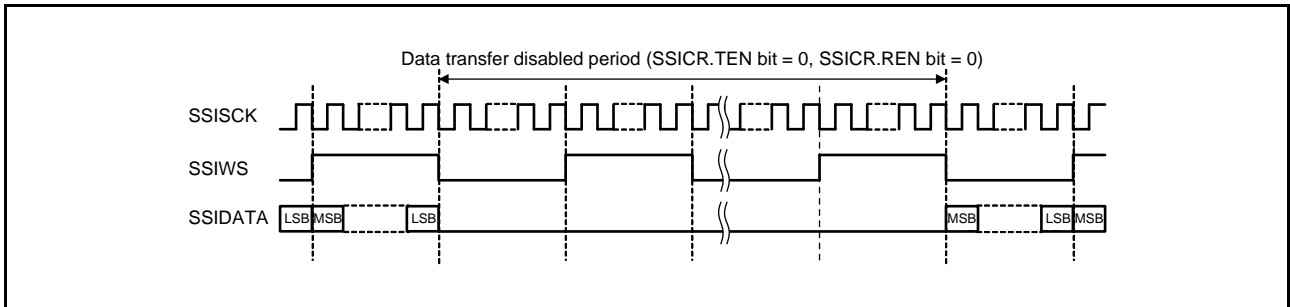 Data transfer disabled period (SSICR.TEN bit = 0, SSICR.REN bit = 0)
SSISCK
SSIWS
SSIDATA LSB MSB LSB MSB LSB MSB